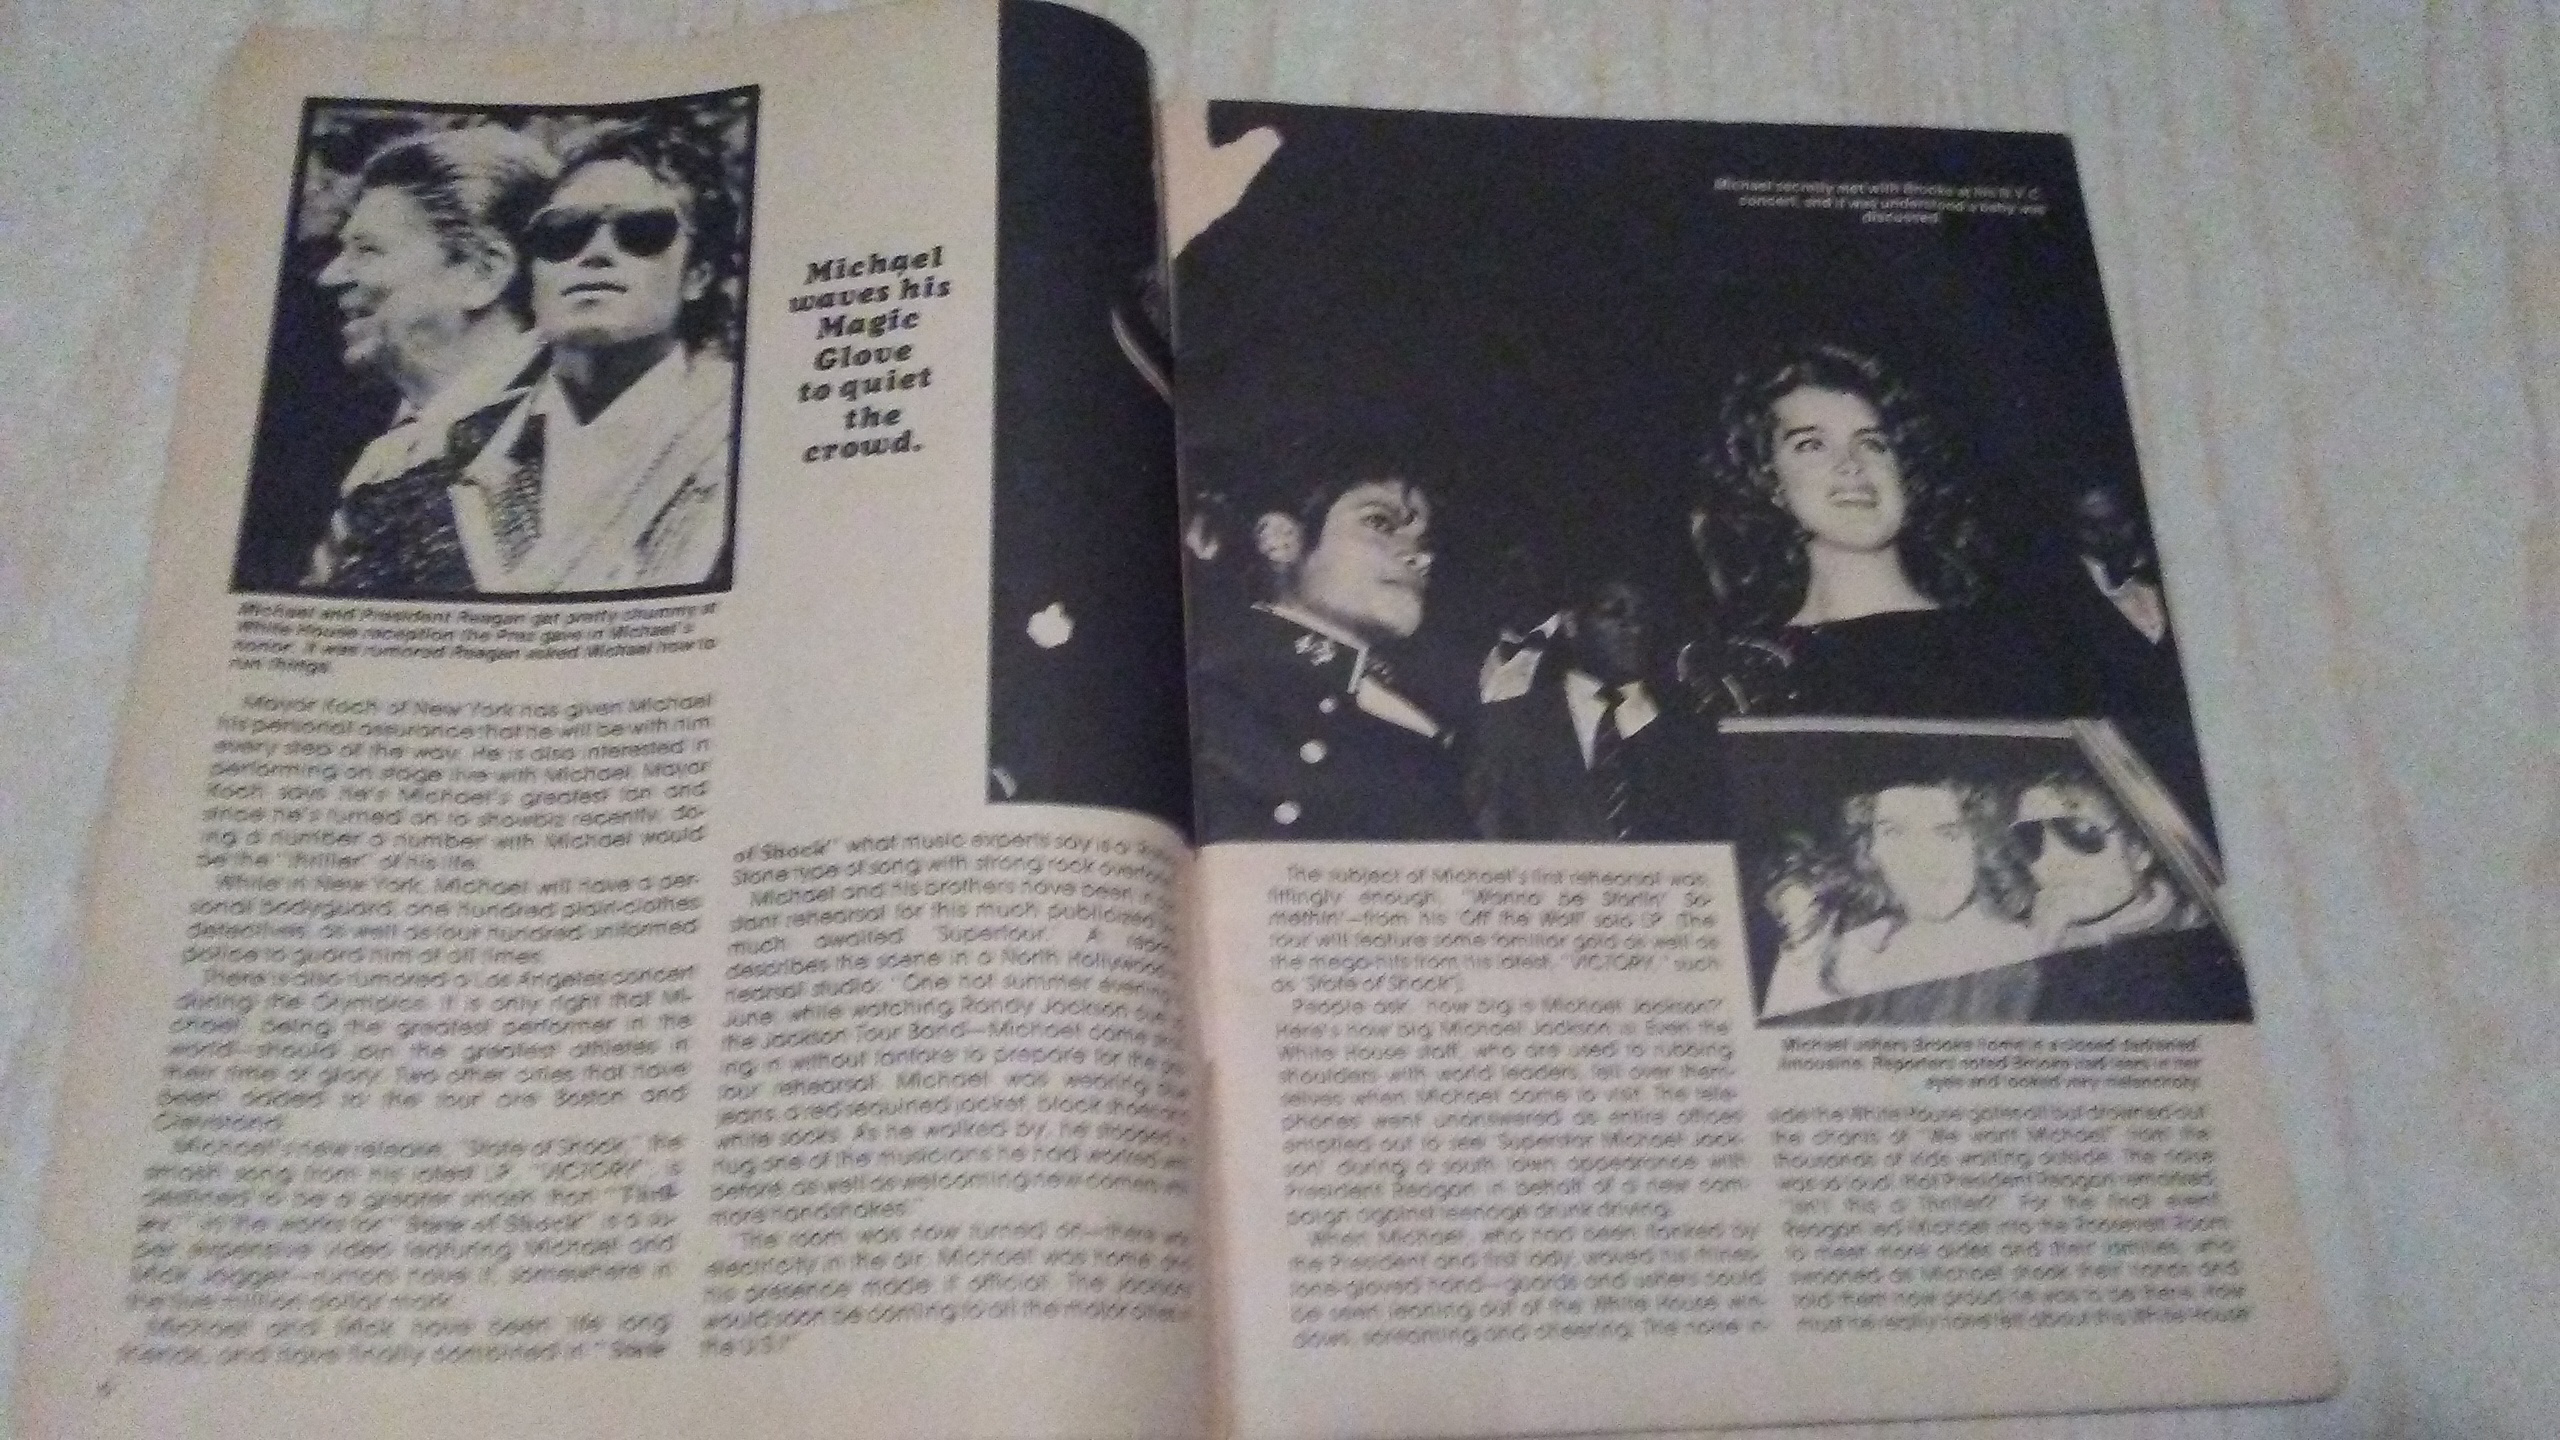 Michael
waves his
Magic
Glove
to quiet
the
crowd.
Michael and President Reagan get pretty chummy at
White House reception the Pres gave in Michael's
honor. It was rumored Reagan asked Michael how to
run things.
Mayor Koch of New York has given Michael
his personal assurance that he will be with him
every step of the way. He is also interested in
performing on stage live with Michael. Mayor
Koch says he's Michael's greatest fan and
since he's turned on to showbiz recently, do-
ing a number a number with Michael would
be the "thriller" of his life.
While in New York, Michael will have a per-
sonal bodyguard, one hundred plain-clothes
detectives, as well as four hundred uniformed
police to guard him at all times.
There is also rumored a Los Angeles concert
during the Olympics. It is only right that Mi-
chael, being the greatest performer in the
world—should join the greatest athletes in
their time of glory. Two other cities that have
been added to the tour are Boston and
Cleveland.
Michael's new release, "State of Shock," the
smash song from his latest LP, "VICTORY", is
destined to be a greater smash than
In the works for "State of Shock" is a su-
per expensive video featuring Michael and
Mick Jagger—rumors have it, somewhere in
the five million dollar mark.
Michael and Mick have been life long
friends, and have finally combined in "State
of Shock" what music experts say is a
Stone type of song with strong rock
Michael and his brothers have been
rehearsal for this much publicized
much awaited 'Supertour.' A
describes the scene in a North Hollywood
hearsal studio: "One hot summer evening
June, while watching Randy Jackson
the Jackson Tour Band—Michael came
ing in without fanfare to prepare for the
tour rehearsal. Michael was wearing
jeans, a red sequined jacket, black shoes
white socks. As he walked by, he stopped
hug one of the musicians he had worked
before, as well as welcoming new comers
more handshakes."
The room was now turned on—there
electricity in the air. Michael was home and
his presence made it official. The Jacksons
would soon be coming to all the major cities
the U.S.!"
Michael secretly met with Brooke at his N.Y.C.
concert, and it was understood a baby was
discussed.
The subject of Michael's first rehearsal was,
fittingly enough, "Wanna be Startin' So-
methin'—from his 'Off the Wall' solo LP. The
tour will feature some familiar gold as well as
the mega-hits from his latest, "VICTORY," such
as 'State of Shock'.
People ask, 'how big is Michael Jackson?'
Here's how big Michael Jackson is: Even the
White House staff, who are used to rubbing
shoulders with world leaders, fell over them-
selves when Michael came to visit. The tele-
phones went unanswered as entire offices
emptied out to see 'Superstar Michael Jack-
son' during a south lawn appearance with
President Reagan in behalf of a new cam-
paign against teenage drunk driving.
When Michael, who had been flanked by
the President and first lady, waved his rhines-
tone-gloved hand—guards and ushers could
be seen leaning out of the White House win-
dows, screaming and cheering. The noise in-
Michael ushers Brooke home in a closed darkened
limousine. Reporters noted Brooke had tears in her
eyes and looked very melancholy.
side the White House gates all but drowned out
the chants of "We want Michael" from the
thousands of kids waiting outside. The noise
was so loud, that President Reagan remarked,
"Isn't this a Thriller?" For the final event,
Reagan led Michael into the Roosevelt Room
to meet more aides and their families, who
swooned as Michael shook their hands and
told them how proud he was to be there. How
must he really have felt about this White House